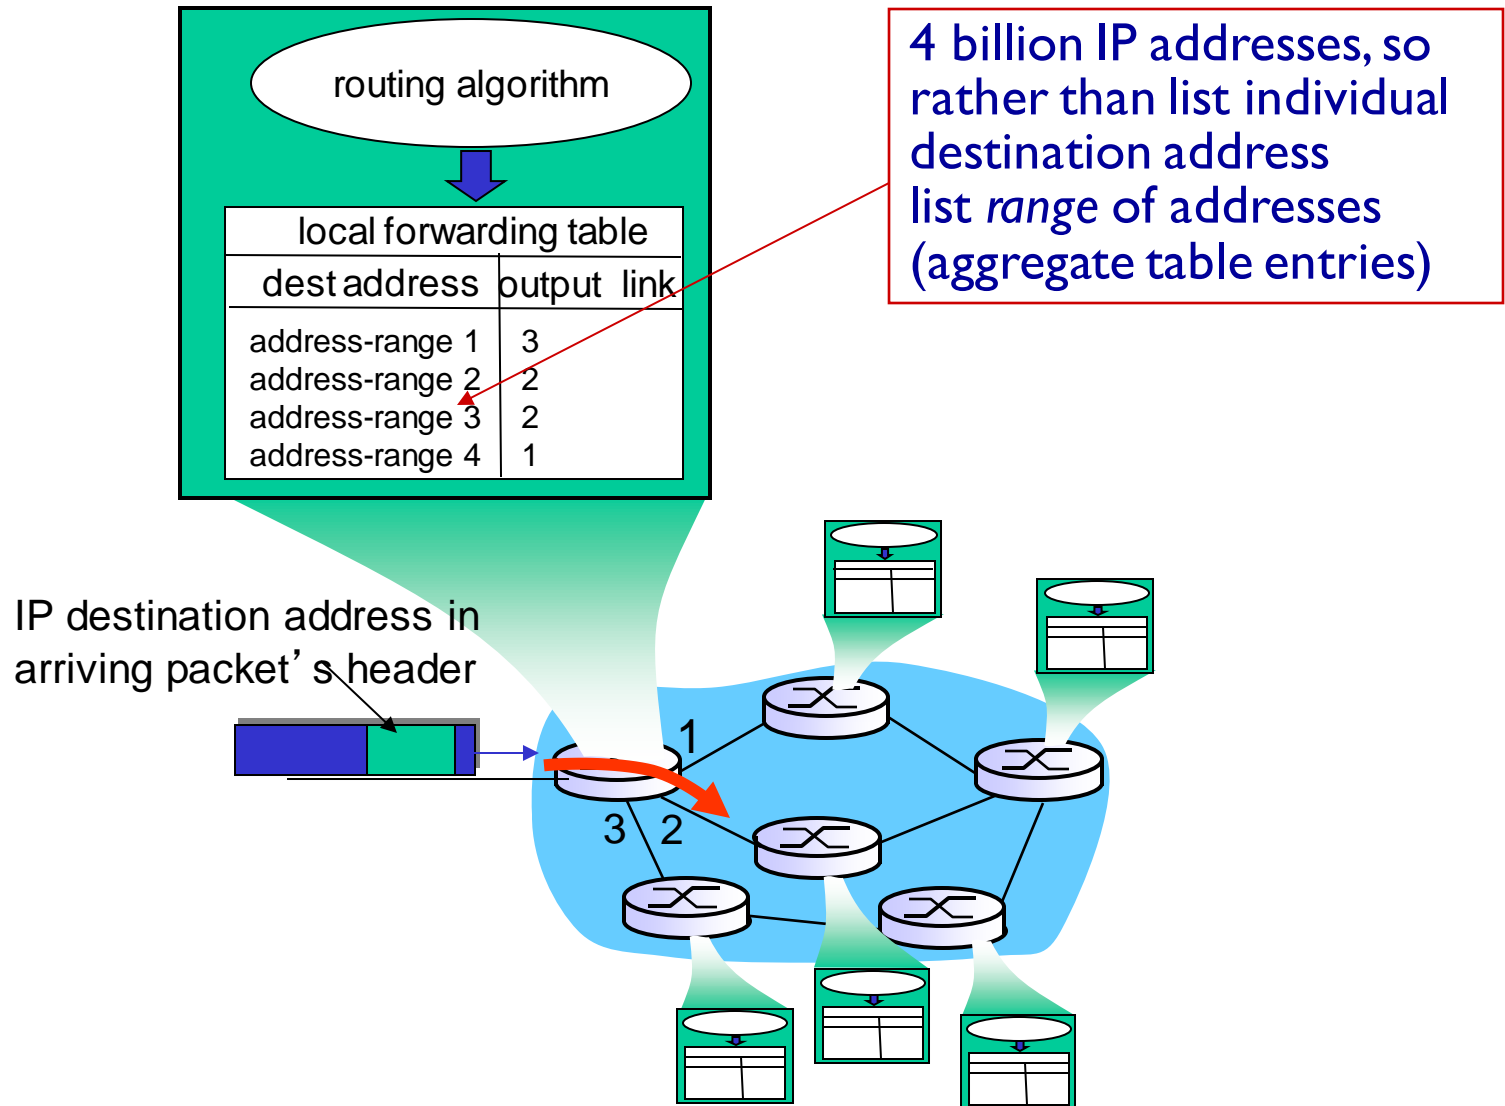 routing algorithm
local forwarding table
dest address output link
address-range 1 3
address-range 2 2
address-range 3 2
address-range 4 1
4 billion IP addresses, so
rather than list individual
destination address
list range of addresses
(aggregate table entries)
IP destination address in
arriving packet’s header
1
3 2